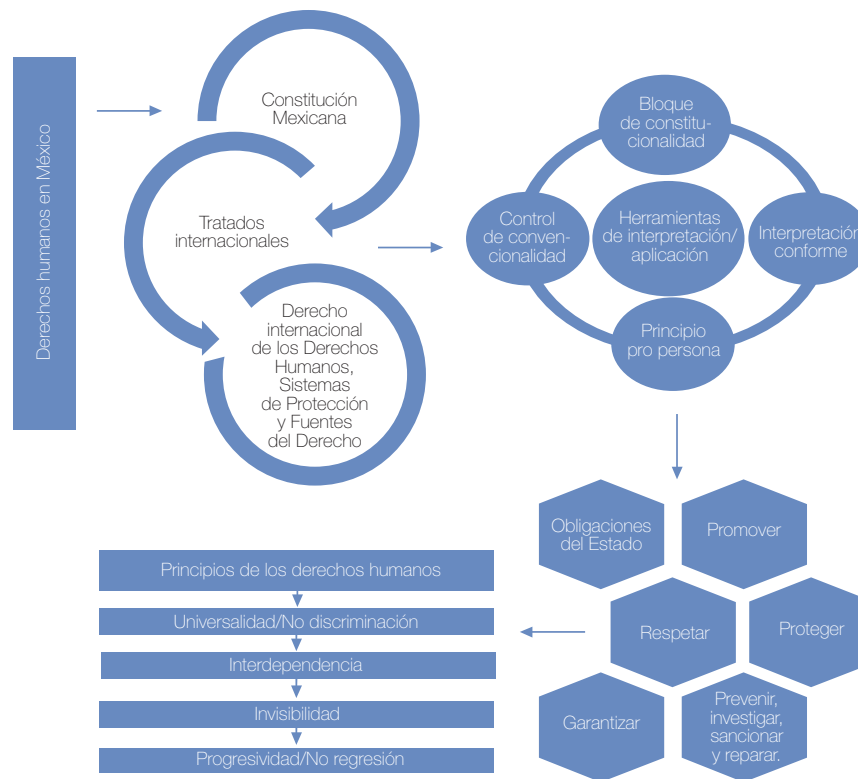 Derechos humanos en México
Constitución
Mexicana
Tratados
internacionales
Derecho
internacional
de los Derechos
Humanos,
Sistemas
de Protección
y Fuentes
del Derecho
Bloque
de constitu-
cionalidad
Control
de conven-
cionalidad
Herramientas
de interpretación/
aplicación
Interpretación
conforme
Principio
pro persona
Obligaciones
del Estado
Promover
Respetar
Proteger
Garantizar
Prevenir,
investigar,
sancionar
y reparar.
Principios de los derechos humanos
Universalidad/No discriminación
Interdependencia
Invisibilidad
Progresividad/No regresión